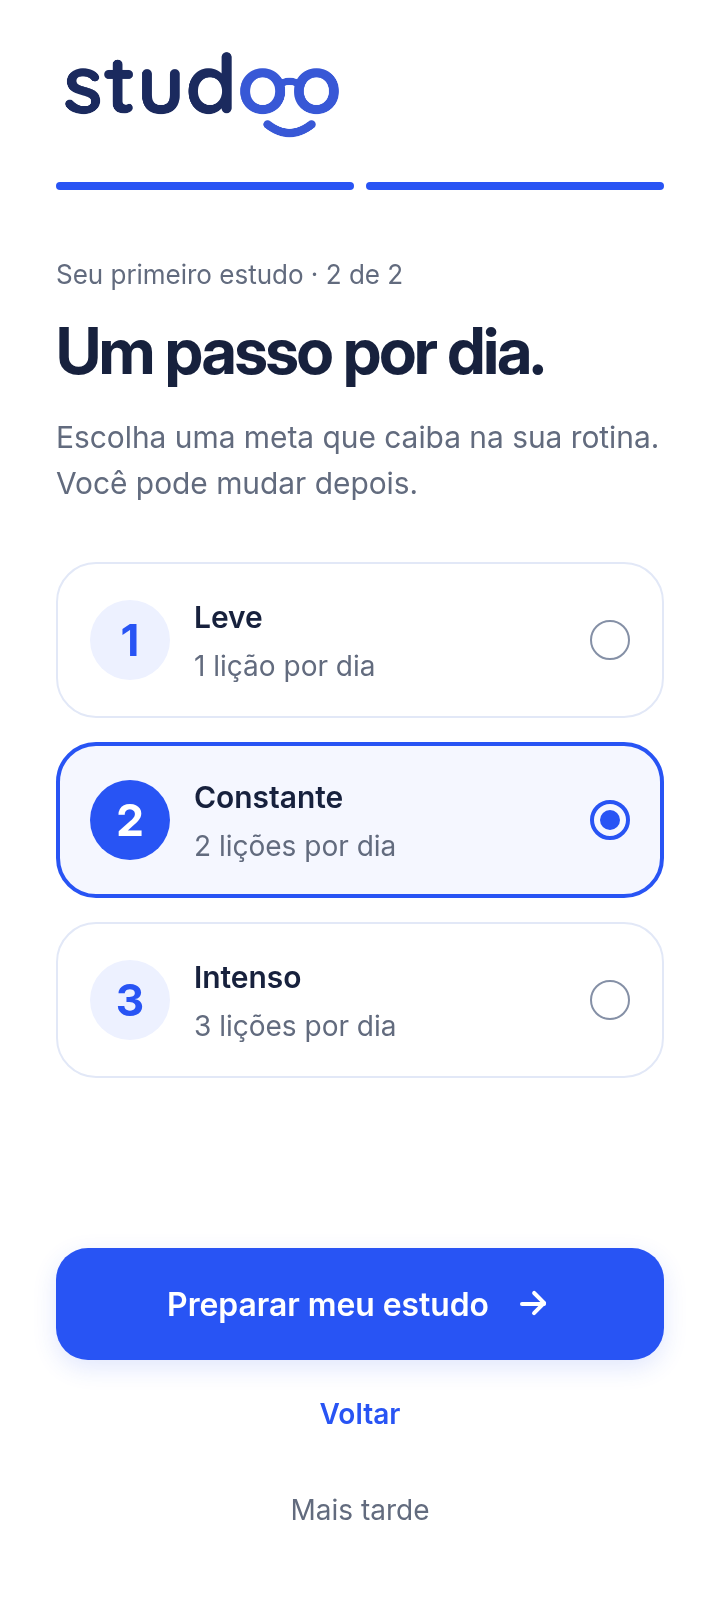 studoo
Seu primeiro estudo · 2 de 2
Um passo por dia.
Escolha uma meta que caiba na sua rotina.
Você pode mudar depois.
1
Leve
1 lição por dia
2
Constante
2 lições por dia
3
Intenso
3 lições por dia
Preparar meu estudo →
Voltar
Mais tarde